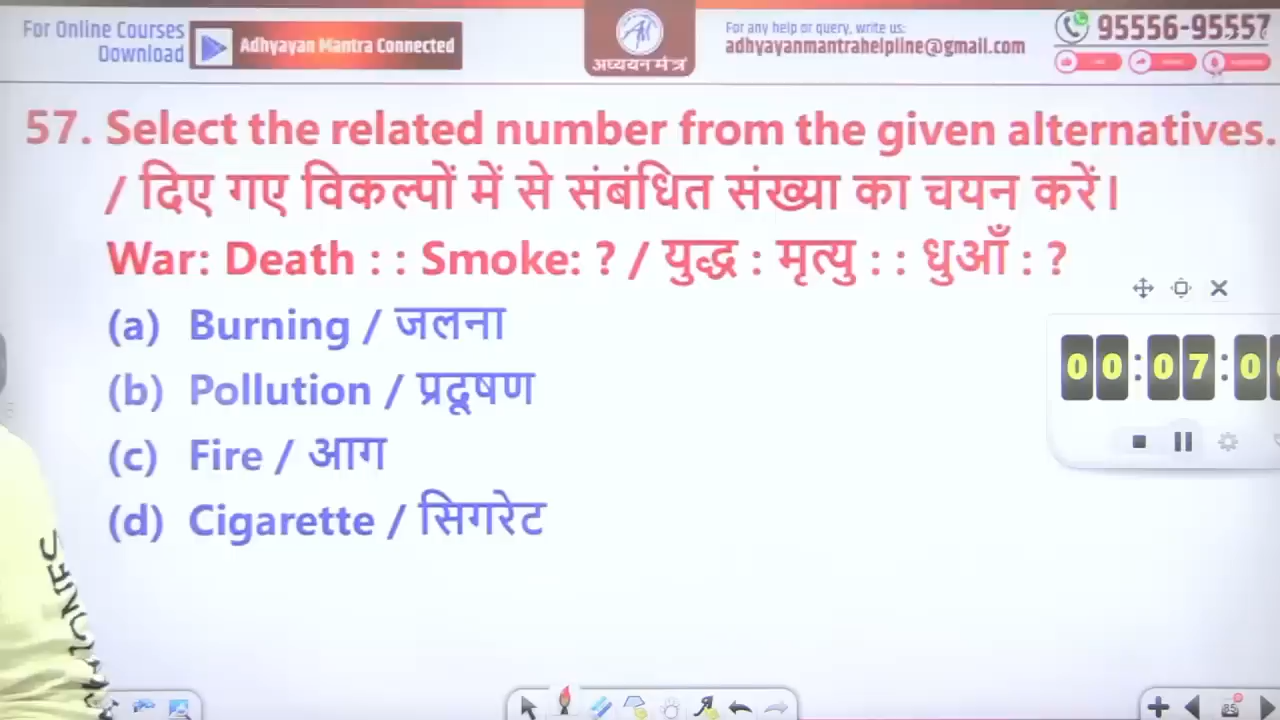 For Online Courses
Download
Adhyayan Mantra Connected
अध्ययन मंत्र
For any help or query, write us:
adhyayanmantrahelpline@gmail.com
95556-95557
57. Select the related number from the given alternatives.
/ दिए गए विकल्पों में से संबंधित संख्या का चयन करें।
War: Death : : Smoke: ? / युद्ध : मृत्यु : : धुआँ : ?
(a) Burning / जलना
(b) Pollution / प्रदूषण
(c) Fire / आग
(d) Cigarette / सिगरेट
00:07:0